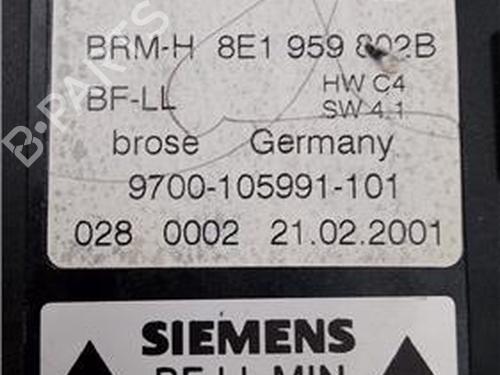 BRM-H 8E1 959 802B
BF-LL HW C4
SW 4.1
brose Germany
9700-105991-101
028 0002 21.02.2001
SIEMENS
B-PARTS